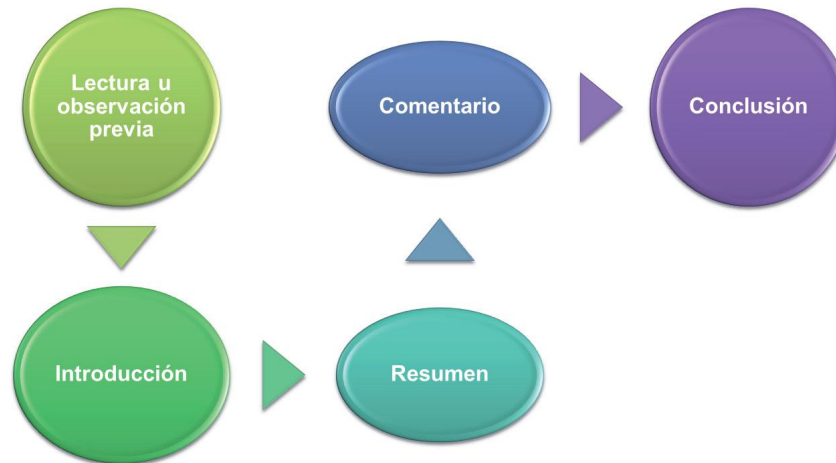 Lectura u
observación
previa
Introducción
Resumen
Comentario
Conclusión